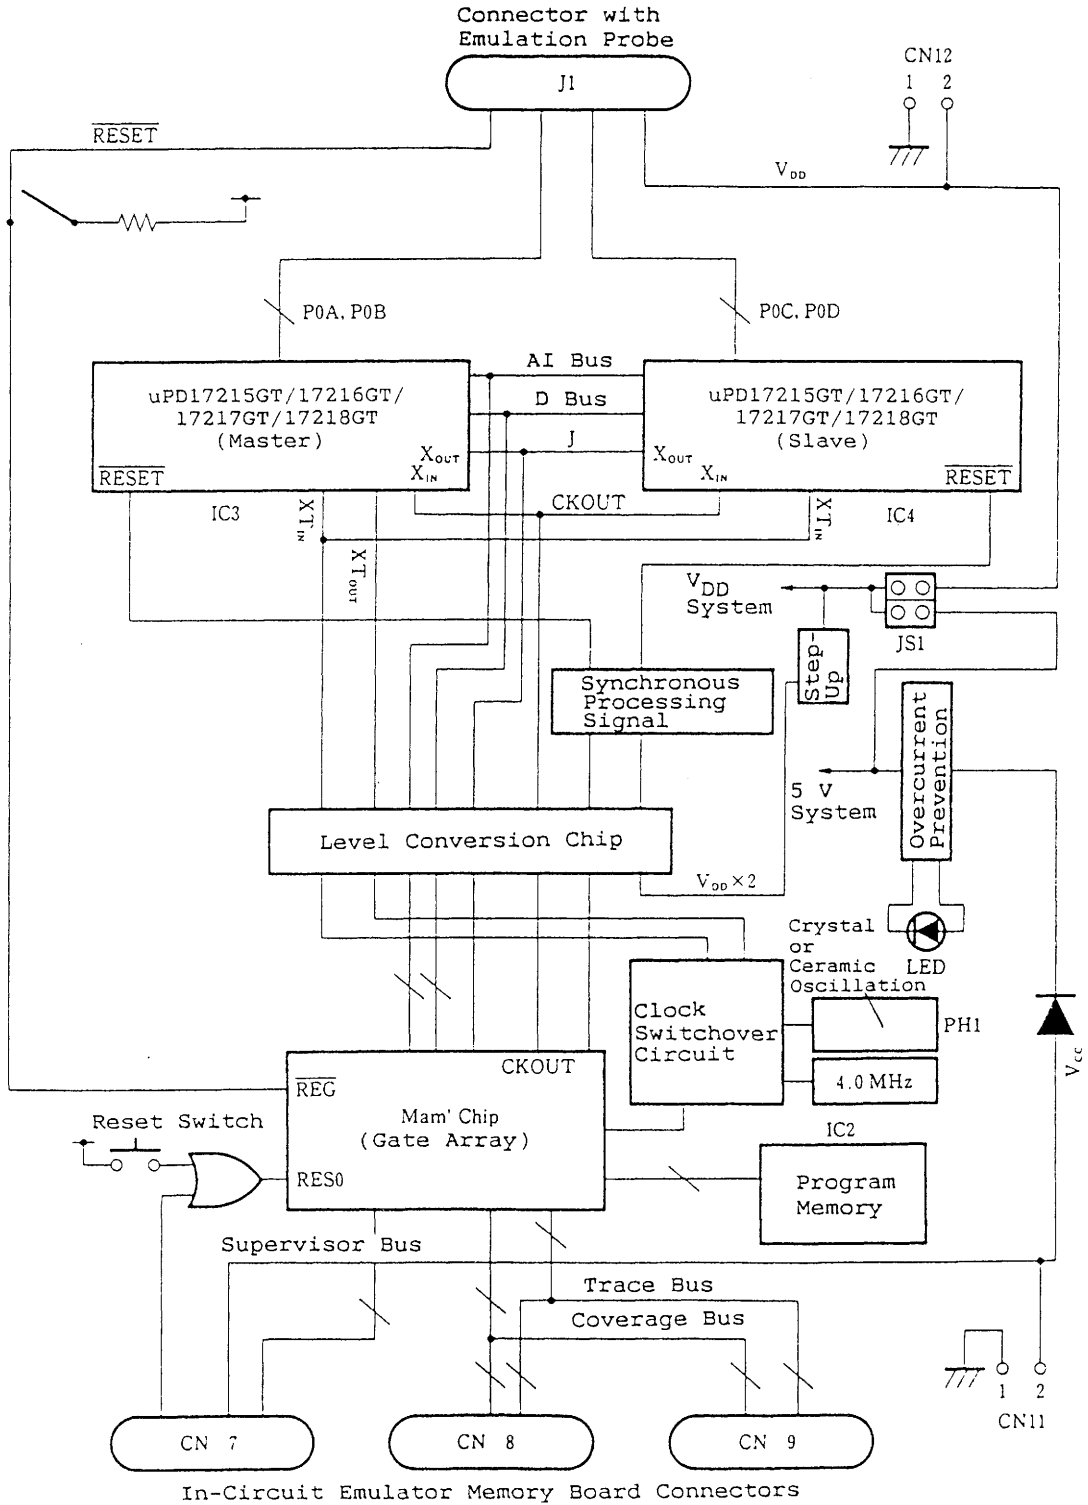 Connector with
Emulation Probe
J1
CN12
1 2
RESET
VDD
P0A, P0B
P0C, P0D
AI Bus
D Bus
J
uPD17215GT/17216GT/
17217GT/17218GT
(Master)
XOUT
XIN
RESET
uPD17215GT/17216GT/
17217GT/17218GT
(Slave)
XOUT
XIN
RESET
IC3
XTIN
XTOUT
CKOUT
XTIN
IC4
VDD
System
JS1
Step-
Up
Synchronous
Processing
Signal
5 V
System
Overcurrent
Prevention
Level Conversion Chip
VDD×2
LED
Crystal
or
Ceramic
Oscillation
Clock
Switchover
Circuit
PH1
4.0 MHz
VCC
CKOUT
REG
Mam' Chip
(Gate Array)
RES0
Reset Switch
IC2
Program
Memory
Supervisor Bus
Trace Bus
Coverage Bus
1 2
CN11
CN 7
CN 8
CN 9
In-Circuit Emulator Memory Board Connectors